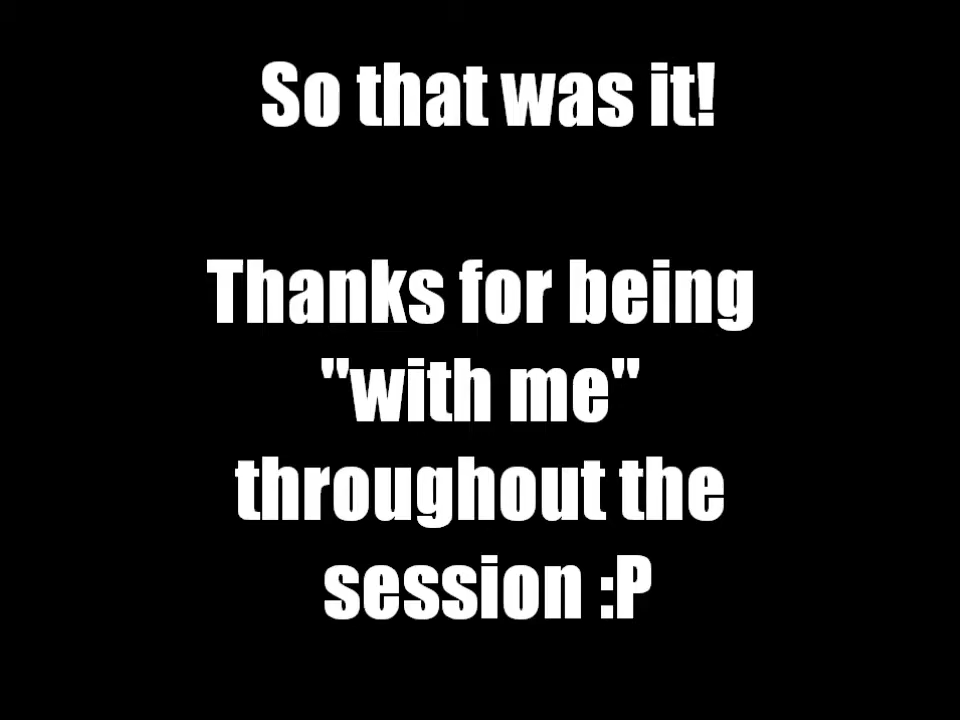 So that was it!
Thanks for being
"with me"
throughout the
session :P